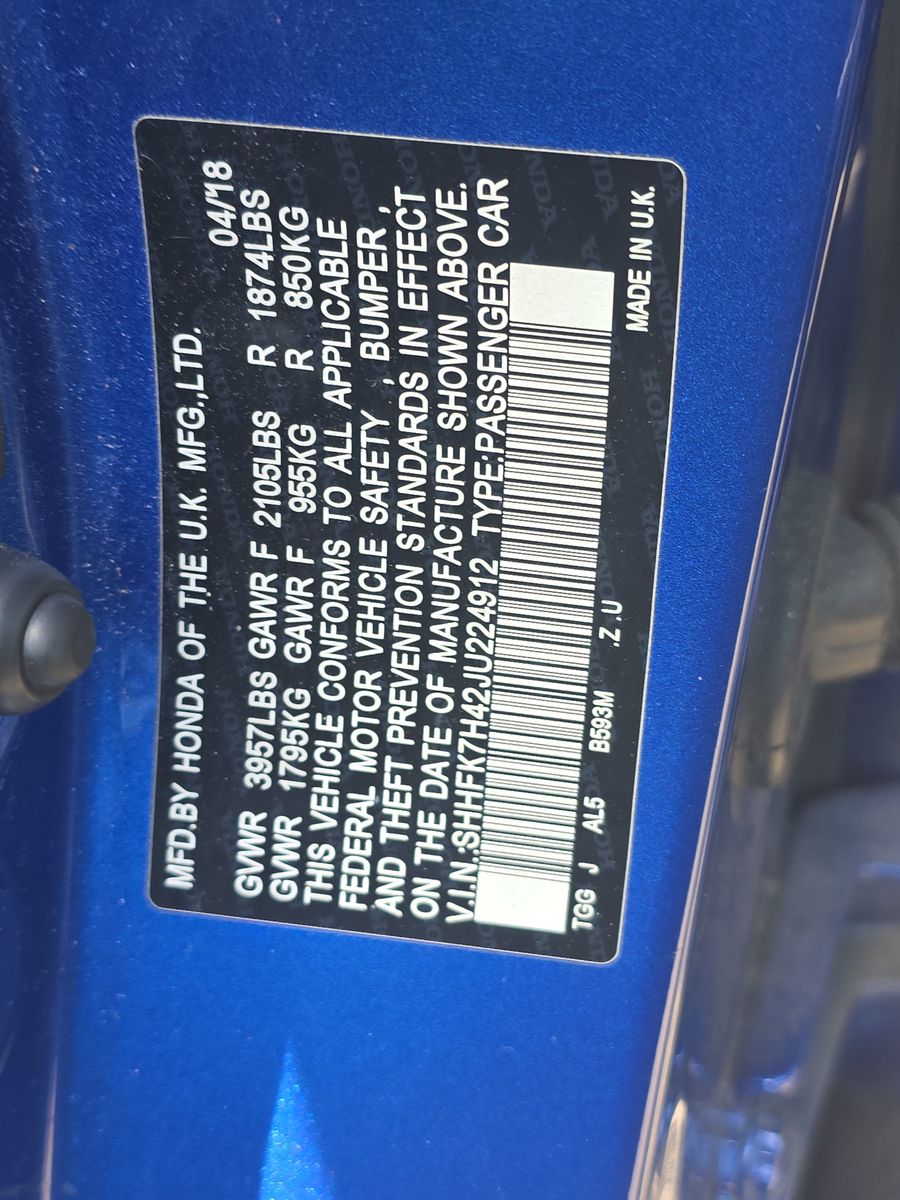 MFD.BY HONDA OF THE U.K. MFG.,LTD. 04/18
GVWR 3957LBS GAWR F 2105LBS R 1874LBS
GVWR 1795KG GAWR F 955KG R 850KG
THIS VEHICLE CONFORMS TO ALL APPLICABLE
FEDERAL MOTOR VEHICLE SAFETY , BUMPER ,
AND THEFT PREVENTION STANDARDS IN EFFECT
ON THE DATE OF MANUFACTURE SHOWN ABOVE.
V.I.N.:SHHFK7H42JU224912 TYPE:PASSENGER CAR
TGG J AL5 B593M .Z.U MADE IN U.K.